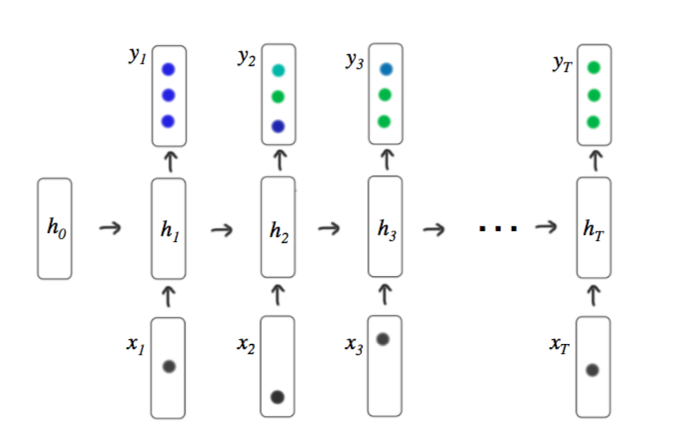 y1 y2 y3 yT
h0 h1 h2 h3 ... hT
x1 x2 x3 xT